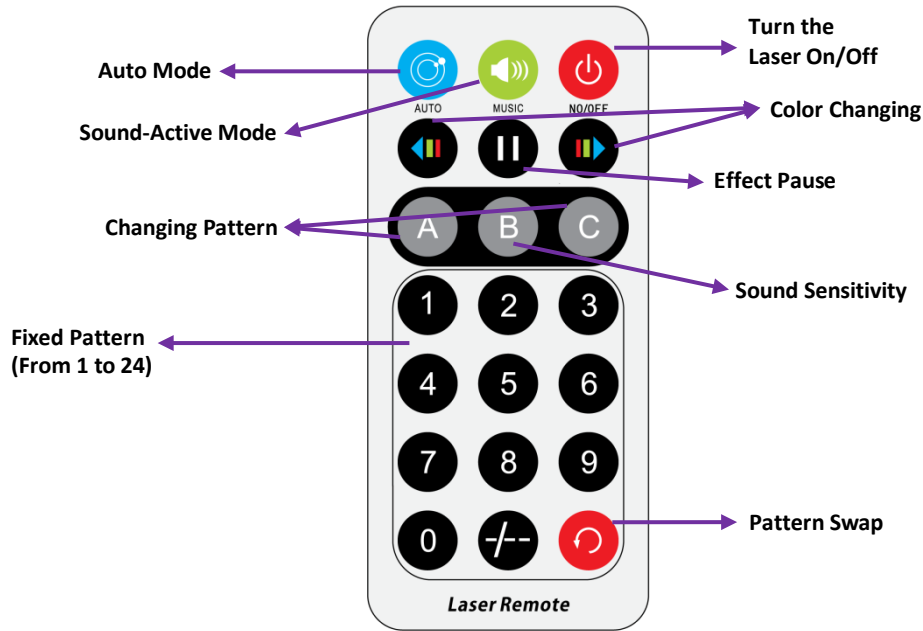 Turn the
Laser On/Off
Auto Mode
AUTO
MUSIC
NO/OFF
Color Changing
Sound-Active Mode
Effect Pause
Changing Pattern
A
B
C
Sound Sensitivity
1
2
3
Fixed Pattern
(From 1 to 24)
4
5
6
7
8
9
0
-/--
Pattern Swap
Laser Remote